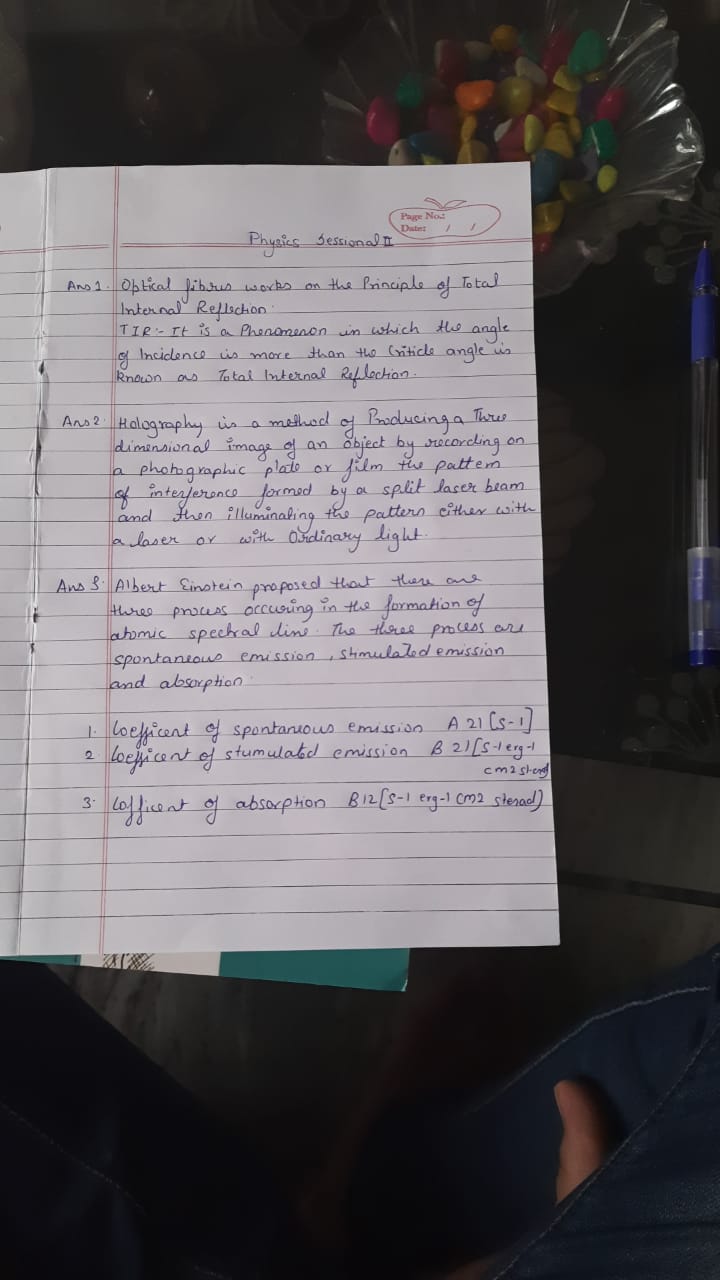 Page No.:
Date: / /
Physics Sessional II
Ans 1. Optical fibres works on the Principle of Total
Internal Reflection.
TIR:- It is a Phenomenon in which the angle
of Incidence is more than the Criticle angle is
known as Total Internal Reflection.
Ans 2. Holography is a method of Producing a Three
dimensional image of an object by recording on
a photographic plate or film the pattern
of interference formed by a split laser beam
and then illuminating the pattern either with
a laser or with Ordinary light.
Ans 3. Albert Einstein proposed that there are
three process occuring in the formation of
atomic spectral line. The three process are
spontaneous emission, stmulated emission
and absorption.
1. Coefficent of spontaneous emission A 21 [s-1]
2. Coefficent of stumulated emission B 21 [s-1 erg-1
cm2 sterad
3. Cofficent of absorption B12 [s-1 erg-1 cm2 sterad)